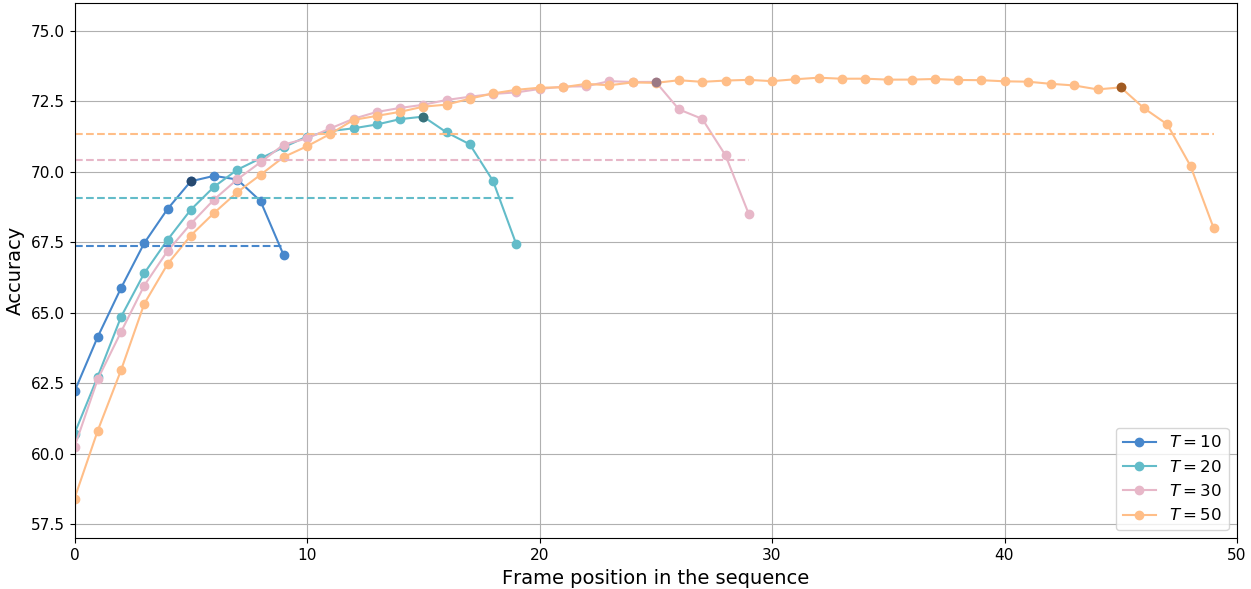 75.0
72.5
70.0
67.5
65.0
62.5
60.0
57.5
Accuracy
0 10 20 30 40 50
Frame position in the sequence
T = 10
T = 20
T = 30
T = 50